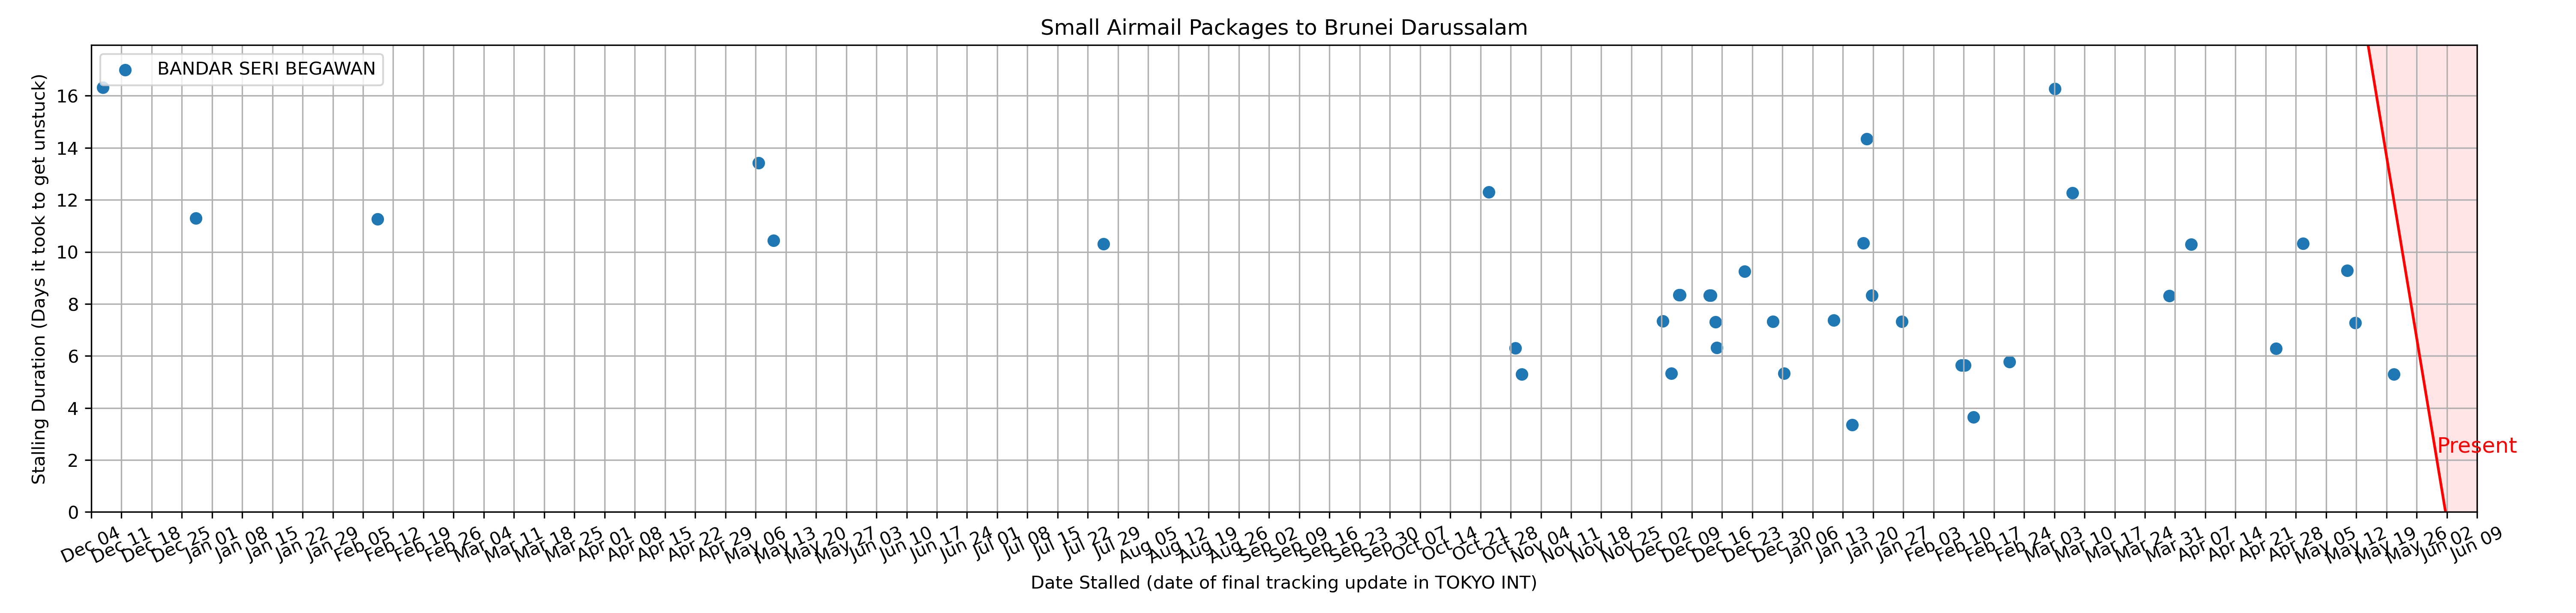 Small Airmail Packages to Brunei Darussalam
BANDAR SERI BEGAWAN
Stalling Duration (Days it took to get unstuck)
16
14
12
10
8
6
4
2
0
Present
Dec 04
Dec 11
Dec 18
Dec 25
Jan 01
Jan 08
Jan 15
Jan 22
Jan 29
Feb 05
Feb 12
Feb 19
Feb 26
Mar 04
Mar 11
Mar 18
Mar 25
Apr 01
Apr 08
Apr 15
Apr 22
Apr 29
May 06
May 13
May 20
May 27
Jun 03
Jun 10
Jun 17
Jun 24
Jul 01
Jul 08
Jul 15
Jul 22
Jul 29
Aug 05
Aug 12
Aug 19
Aug 26
Sep 02
Sep 09
Sep 16
Sep 23
Sep 30
Oct 07
Oct 14
Oct 21
Oct 28
Nov 04
Nov 11
Nov 18
Nov 25
Dec 02
Dec 09
Dec 16
Dec 23
Dec 30
Jan 06
Jan 13
Jan 20
Jan 27
Feb 03
Feb 10
Feb 17
Feb 24
Mar 03
Mar 10
Mar 17
Mar 24
Mar 31
Apr 07
Apr 14
Apr 21
Apr 28
May 05
May 12
May 19
May 26
Jun 02
Jun 09
Date Stalled (date of final tracking update in TOKYO INT)